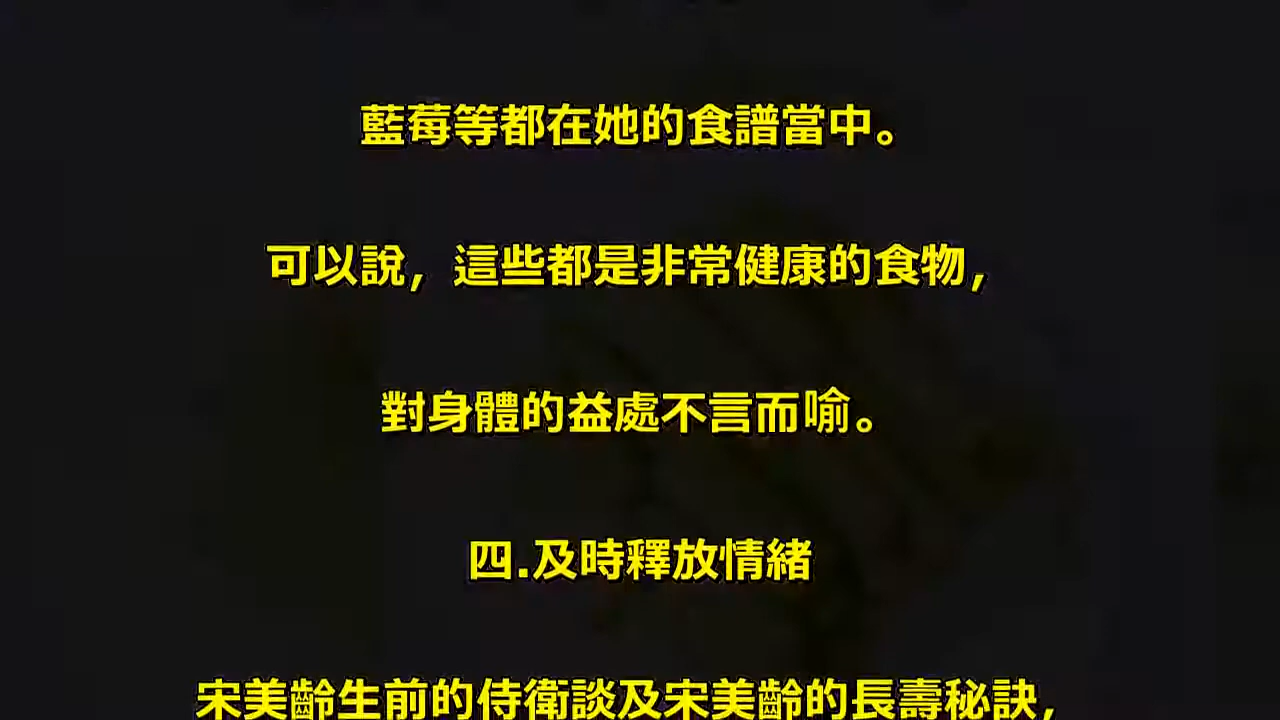 藍莓等都在她的食譜當中。
可以說，這些都是非常健康的食物，
對身體的益處不言而喻。
四.及時釋放情緒
宋美齡生前的侍衛談及宋美齡的長壽秘訣，